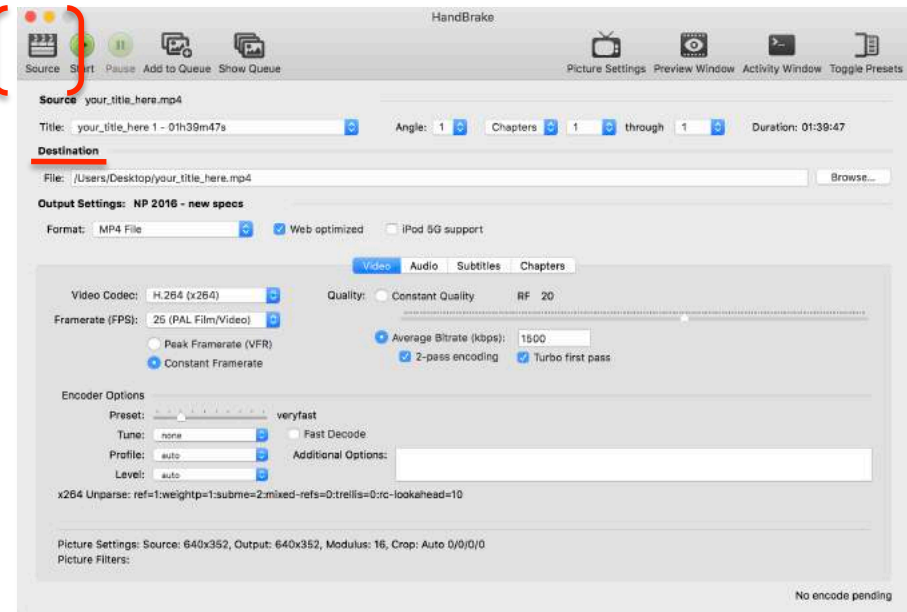 HandBrake
Source Start Pause Add to Queue Show Queue Picture Settings Preview Window Activity Window Toggle Presets
Source your_title_here.mp4
Title: your_title_here 1 - 01h39m47s Angle: 1 Chapters 1 through 1 Duration: 01:39:47
Destination
File: /Users/Desktop/your_title_here.mp4 Browse...
Output Settings: NP 2016 - new specs
Format: MP4 File Web optimized iPod 5G support
Video Audio Subtitles Chapters
Video Codec: H.264 (x264) Quality: Constant Quality RF 20
Framerate (FPS): 25 (PAL Film/Video)
Peak Framerate (VFR) Average Bitrate (kbps): 1500
Constant Framerate 2-pass encoding Turbo first pass
Encoder Options
Preset: veryfast
Tune: none Fast Decode
Profile: auto Additional Options:
Level: auto
x264 Unparse: ref=1:weightp=1:subme=2:mixed-refs=0:trellis=0:rc-lookahead=10
Picture Settings: Source: 640x352, Output: 640x352, Modulus: 16, Crop: Auto 0/0/0/0
Picture Filters:
No encode pending